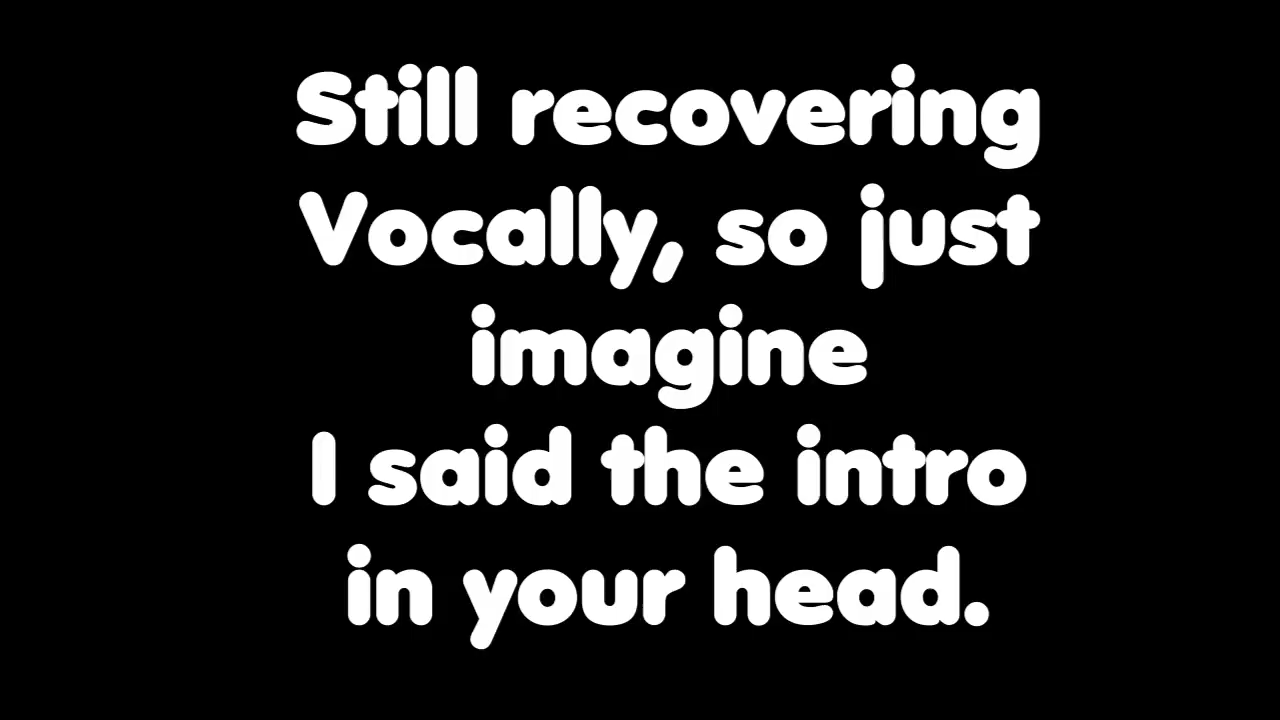 Still recovering
Vocally, so just
imagine
I said the intro
in your head.